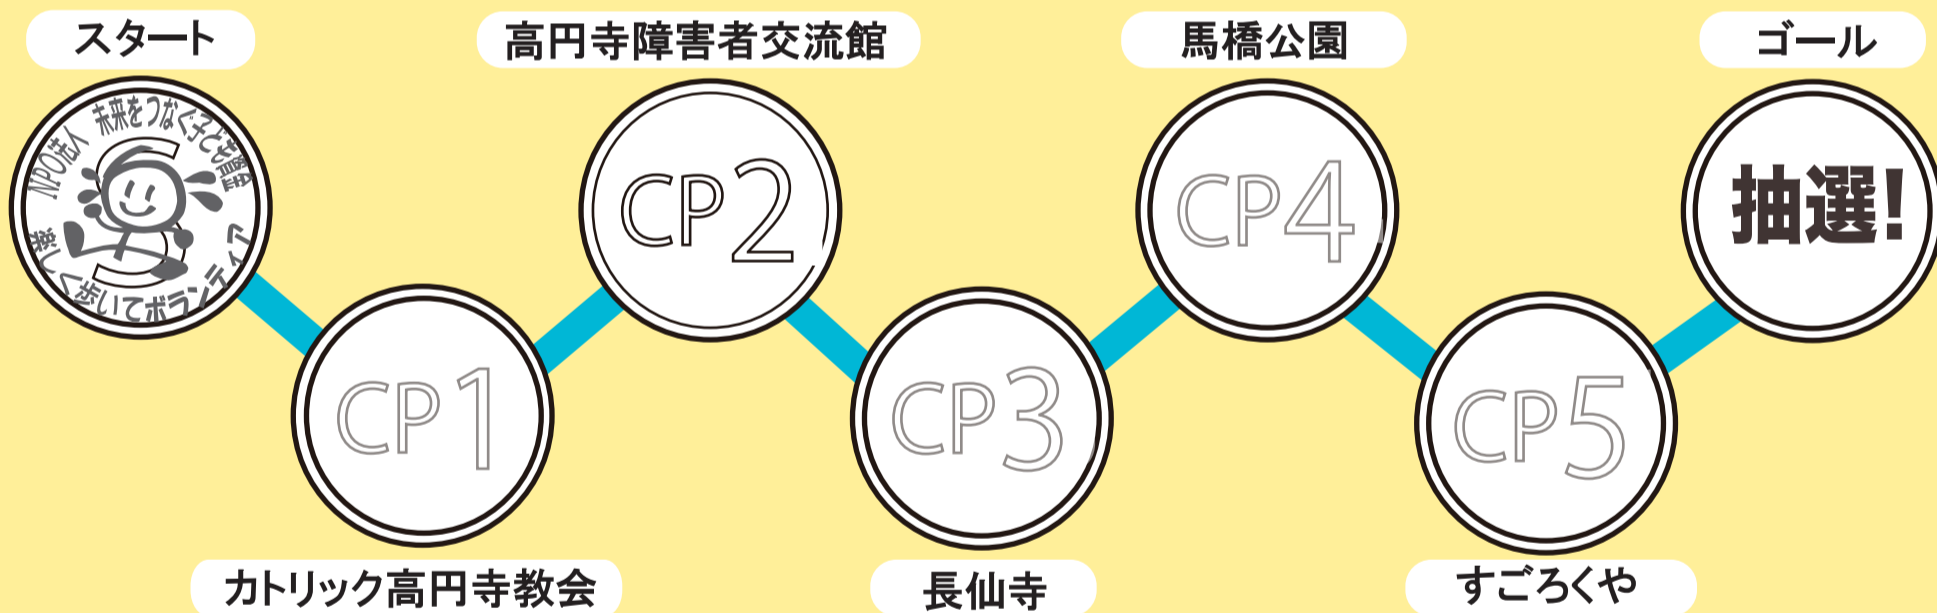 スタート
NPO法人 未来をつなぐ子ども資金
楽しく歩いてボランティア
S
CP1
カトリック高円寺教会
高円寺障害者交流館
CP2
CP3
長仙寺
馬橋公園
CP4
CP5
すごろくや
ゴール
抽選!